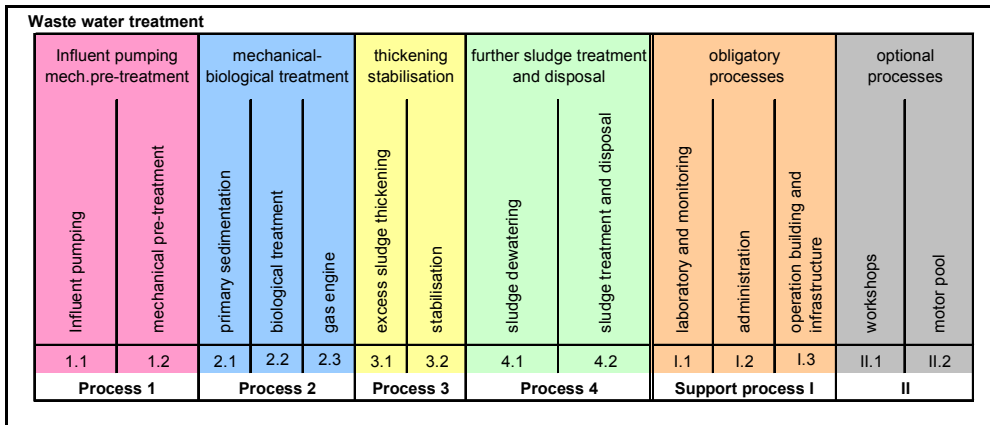 Waste water treatment
Influent pumping
mech.pre-treatment
mechanical-
biological treatment
thickening
stabilisation
further sludge treatment
and disposal
obligatory
processes
optional
processes
Influent pumping
mechanical pre-treatment
primary sedimentation
biological treatment
gas engine
excess sludge thickening
stabilisation
sludge dewatering
sludge treatment and disposal
laboratory and monitoring
administration
operation building and
infrastructure
workshops
motor pool
1.1 1.2 2.1 2.2 2.3 3.1 3.2 4.1 4.2 I.1 I.2 I.3 II.1 II.2
Process 1 Process 2 Process 3 Process 4 Support process I II